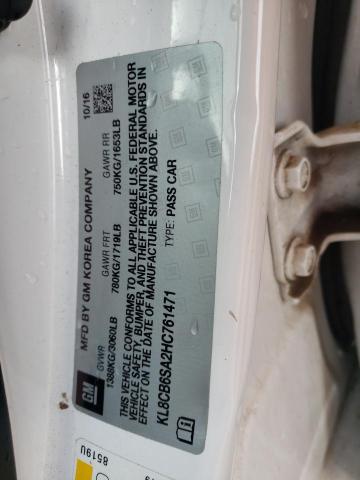 MFD BY GM KOREA COMPANY 10/16
GVWR GAWR FRT GAWR RR
1388KG/3060LB 780KG/1719LB 750KG/1653LB
THIS VEHICLE CONFORMS TO ALL APPLICABLE U.S. FEDERAL MOTOR
VEHICLE SAFETY, BUMPER, AND THEFT PREVENTION STANDARDS IN
EFFECT ON THE DATE OF MANUFACTURE SHOWN ABOVE.
KL8CB6SA2HC761471 TYPE: PASS CAR
GM
8519U